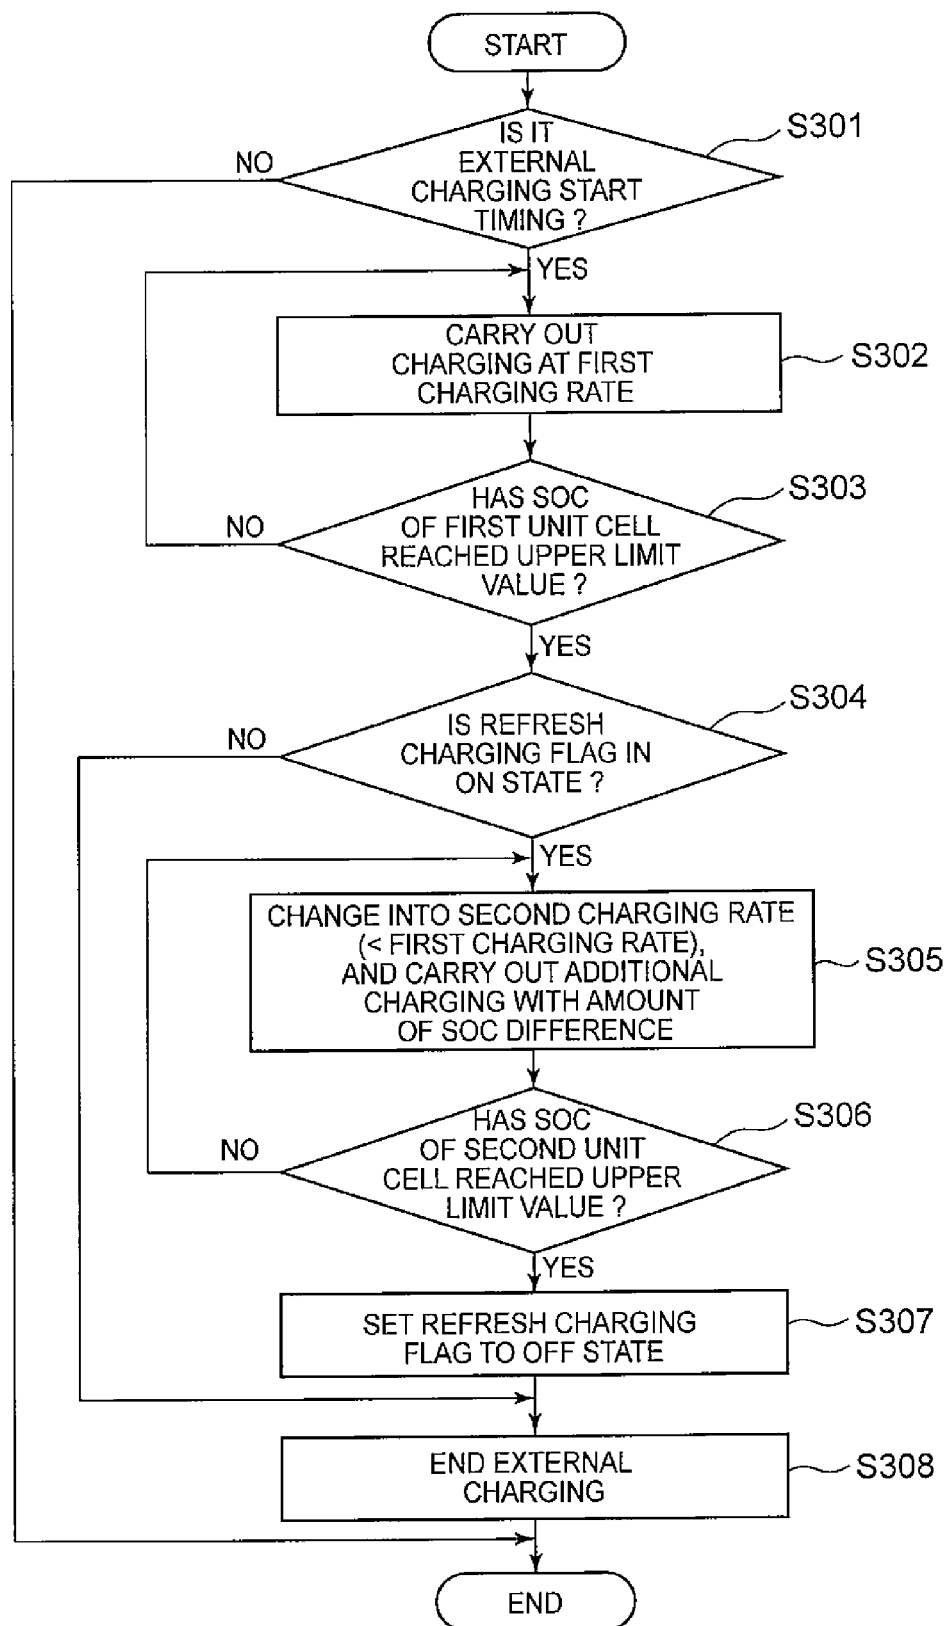 START
IS IT
EXTERNAL
CHARGING START
TIMING ?
S301
NO
YES
CARRY OUT
CHARGING AT FIRST
CHARGING RATE
S302
HAS SOC
OF FIRST UNIT CELL
REACHED UPPER LIMIT
VALUE ?
S303
NO
YES
IS REFRESH
CHARGING FLAG IN
ON STATE ?
S304
NO
YES
CHANGE INTO SECOND CHARGING RATE
(< FIRST CHARGING RATE),
AND CARRY OUT ADDITIONAL
CHARGING WITH AMOUNT
OF SOC DIFFERENCE
S305
HAS SOC
OF SECOND UNIT
CELL REACHED UPPER
LIMIT VALUE ?
S306
NO
YES
SET REFRESH CHARGING
FLAG TO OFF STATE
S307
END EXTERNAL
CHARGING
S308
END